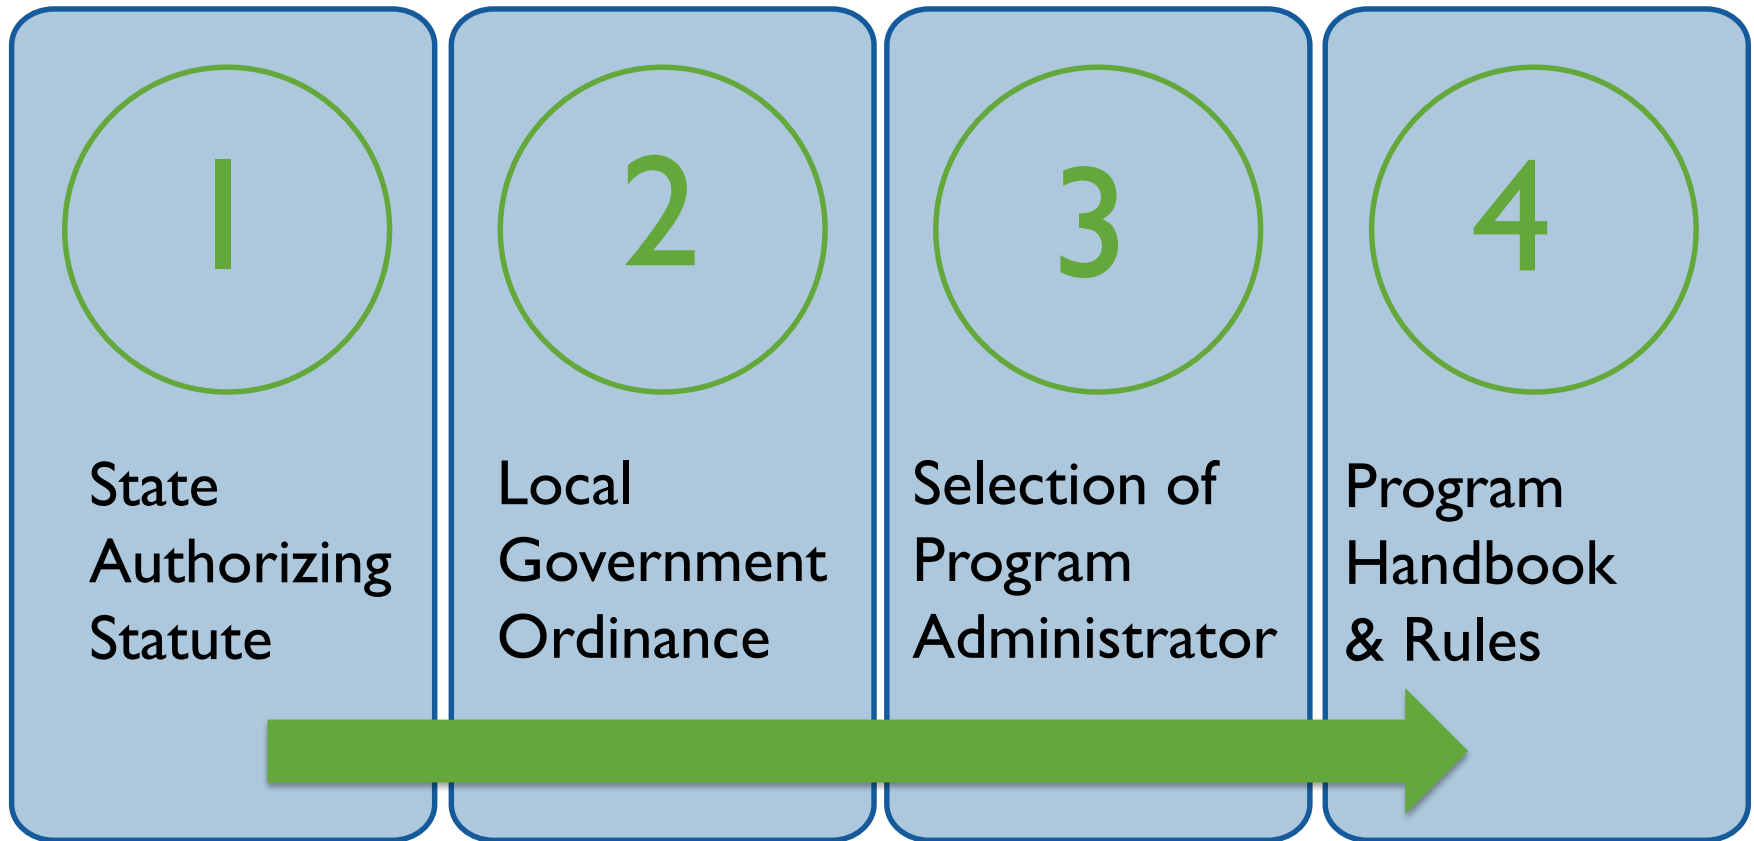 1
State
Authorizing
Statute
2
Local
Government
Ordinance
3
Selection of
Program
Administrator
4
Program
Handbook
& Rules